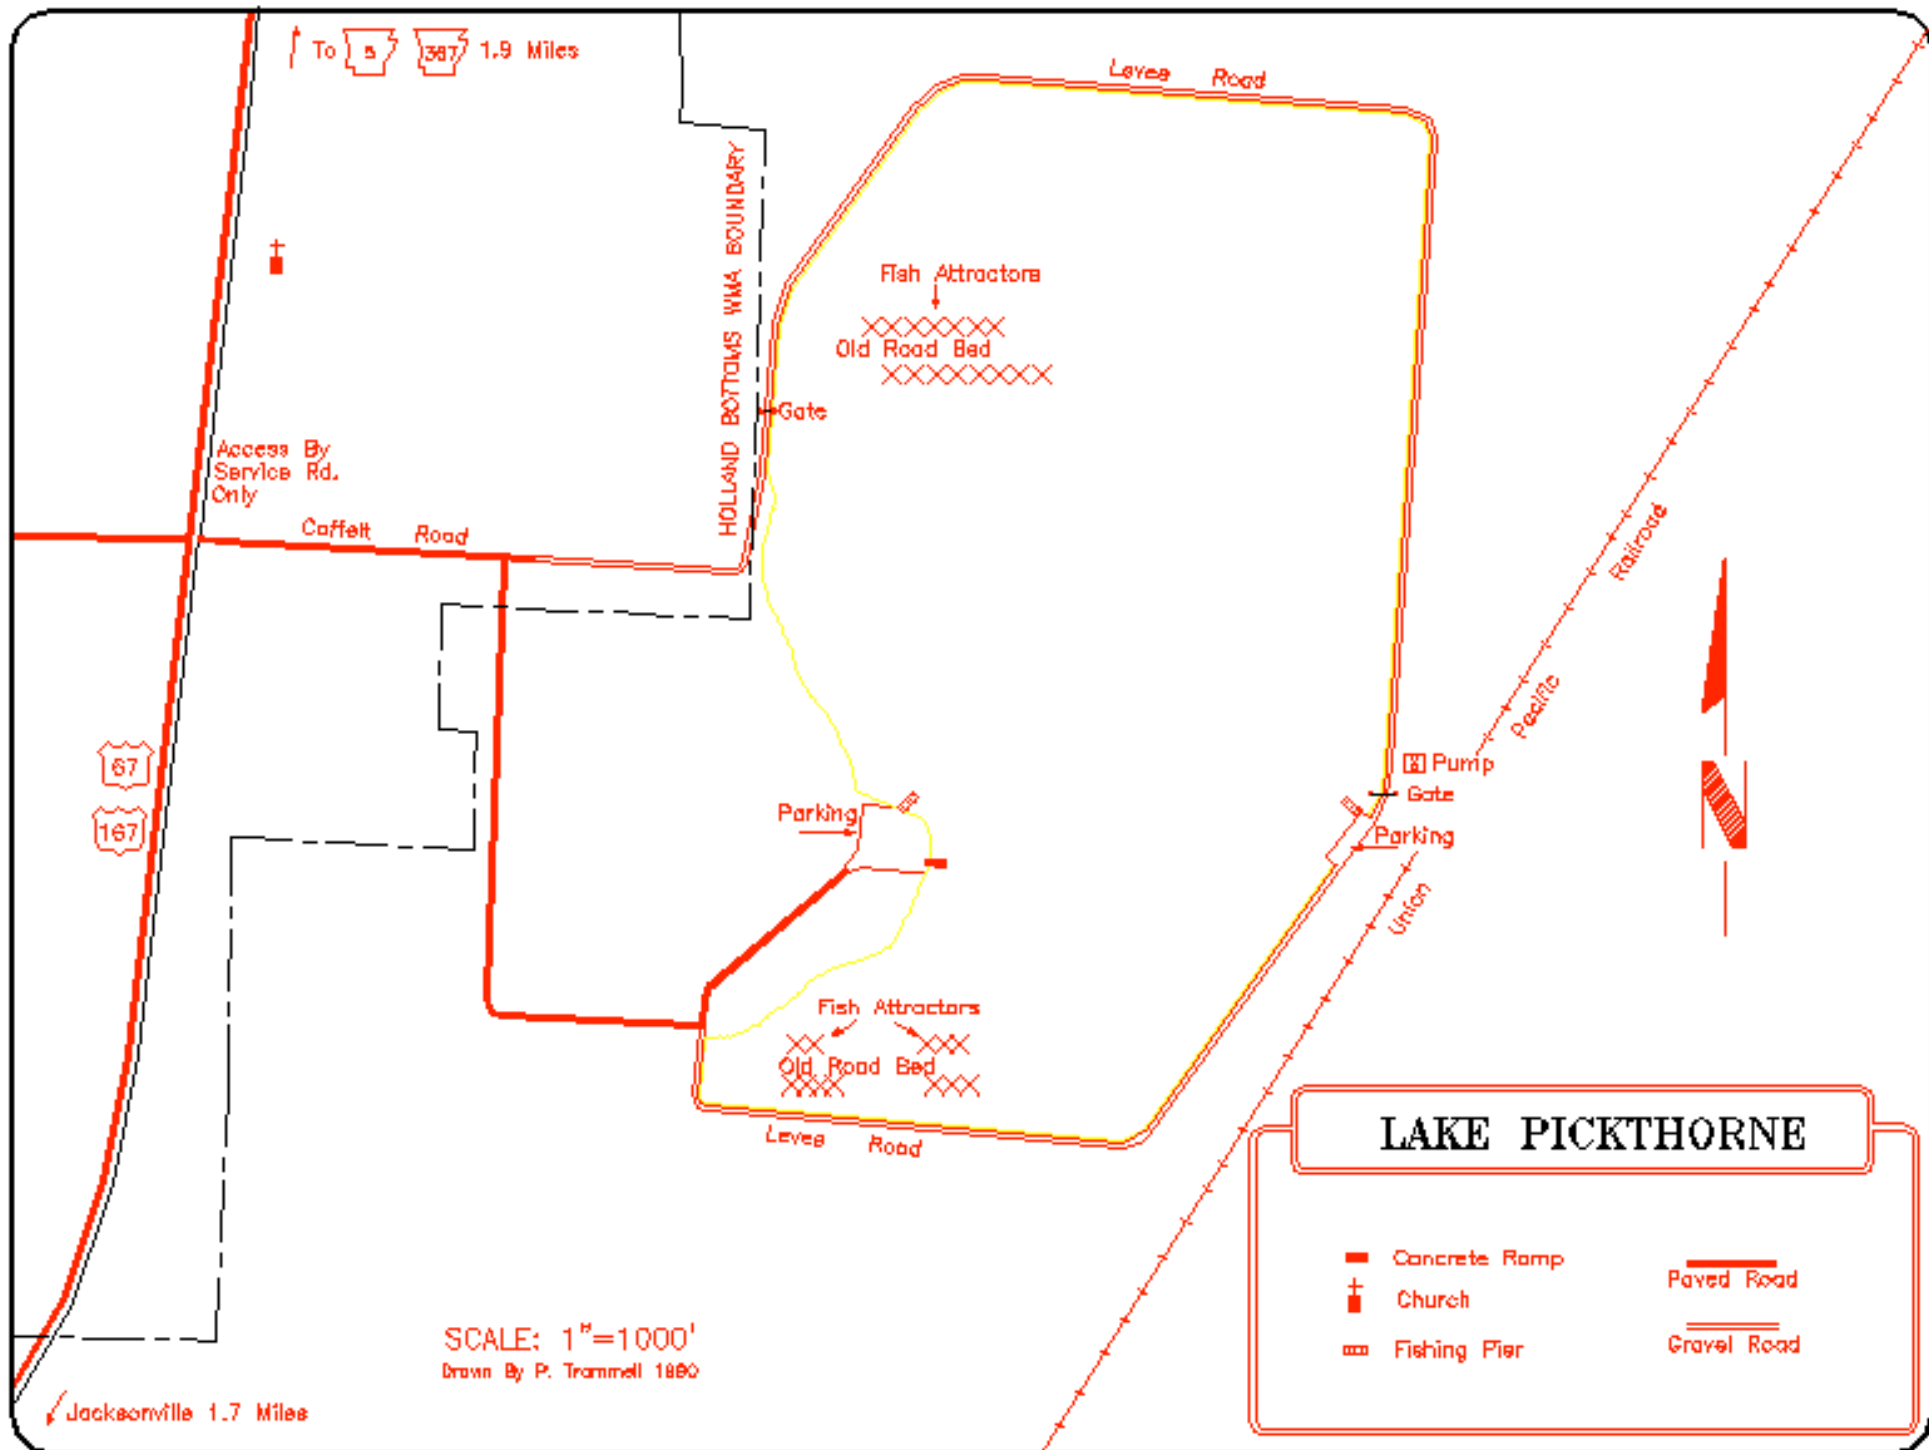 To 5 367 1.9 Miles
Levee Road
HOLLAND BOTTOMS WMA BOUNDARY
Fish Attractors
Old Road Bed
Gate
Access By
Service Rd.
Only
Coffelt Road
Union Pacific Railroad
67
167
Pump
Gate
Parking
Parking
N
Fish Attractors
Old Road Bed
Levee Road
LAKE PICKTHORNE
Concrete Ramp
Church
Fishing Pier
Paved Road
Gravel Road
SCALE: 1"=1000'
Drawn By P. Trammell 1990
Jacksonville 1.7 Miles